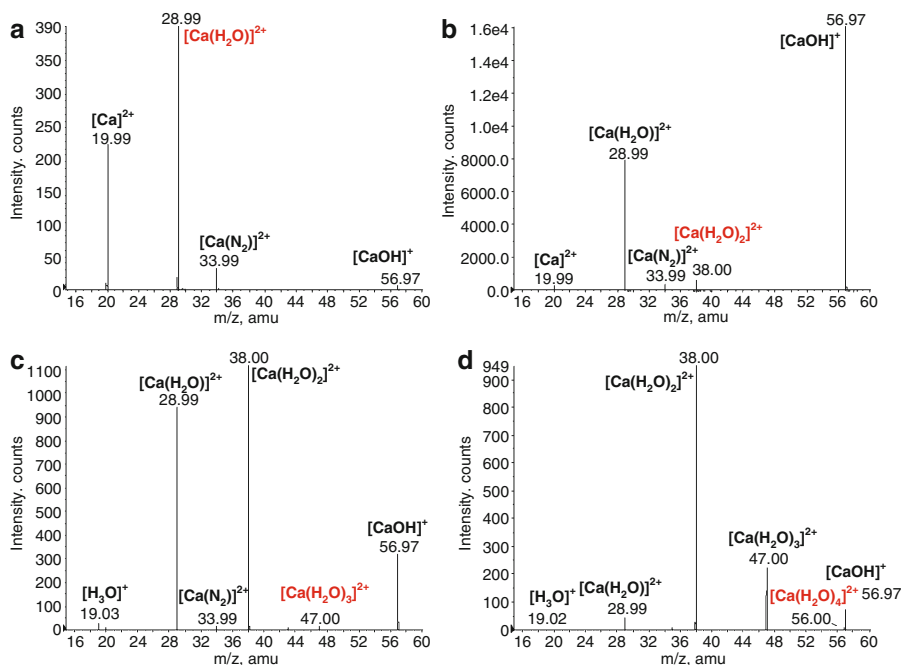 a
28.99
[Ca(H₂O)]²⁺
[Ca]²⁺
19.99
[Ca(N₂)]²⁺
33.99
[CaOH]⁺
56.97
390
350
300
250
200
150
100
50
0
Intensity. counts
16 20 24 28 32 36 40 44 48 52 56 60
m/z, amu
b
56.97
[CaOH]⁺
[Ca(H₂O)]²⁺
28.99
[Ca(H₂O)₂]²⁺
[Ca]²⁺
19.99
[Ca(N₂)]²⁺
33.99
38.00
1.6e4
1.4e4
1.2e4
1.0e4
8000.0
6000.0
4000.0
2000.0
0.0
Intensity. counts
16 20 24 28 32 36 40 44 48 52 56 60
m/z, amu
c
38.00
[Ca(H₂O)₂]²⁺
[Ca(H₂O)]²⁺
28.99
[CaOH]⁺
56.97
[H₃O]⁺
19.03
[Ca(N₂)]²⁺
33.99
[Ca(H₂O)₃]²⁺
47.00
1100
1000
900
800
700
600
500
400
300
200
100
0
Intensity. counts
16 20 24 28 32 36 40 44 48 52 56 60
m/z, amu
d
38.00
[Ca(H₂O)₂]²⁺
[Ca(H₂O)₃]²⁺
47.00
[CaOH]⁺
56.97
[H₃O]⁺
19.02
[Ca(H₂O)]²⁺
28.99
[Ca(H₂O)₄]²⁺
56.00
949
900
800
700
600
500
400
300
200
100
0
Intensity. counts
16 20 24 28 32 36 40 44 48 52 56 60
m/z, amu